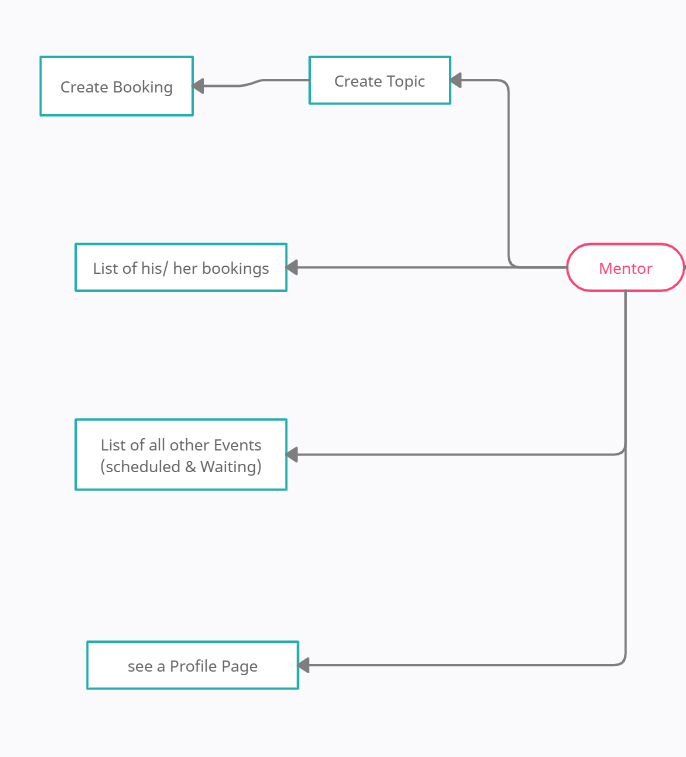 Create Booking
Create Topic
List of his/ her bookings
Mentor
List of all other Events
(scheduled & Waiting)
see a Profile Page